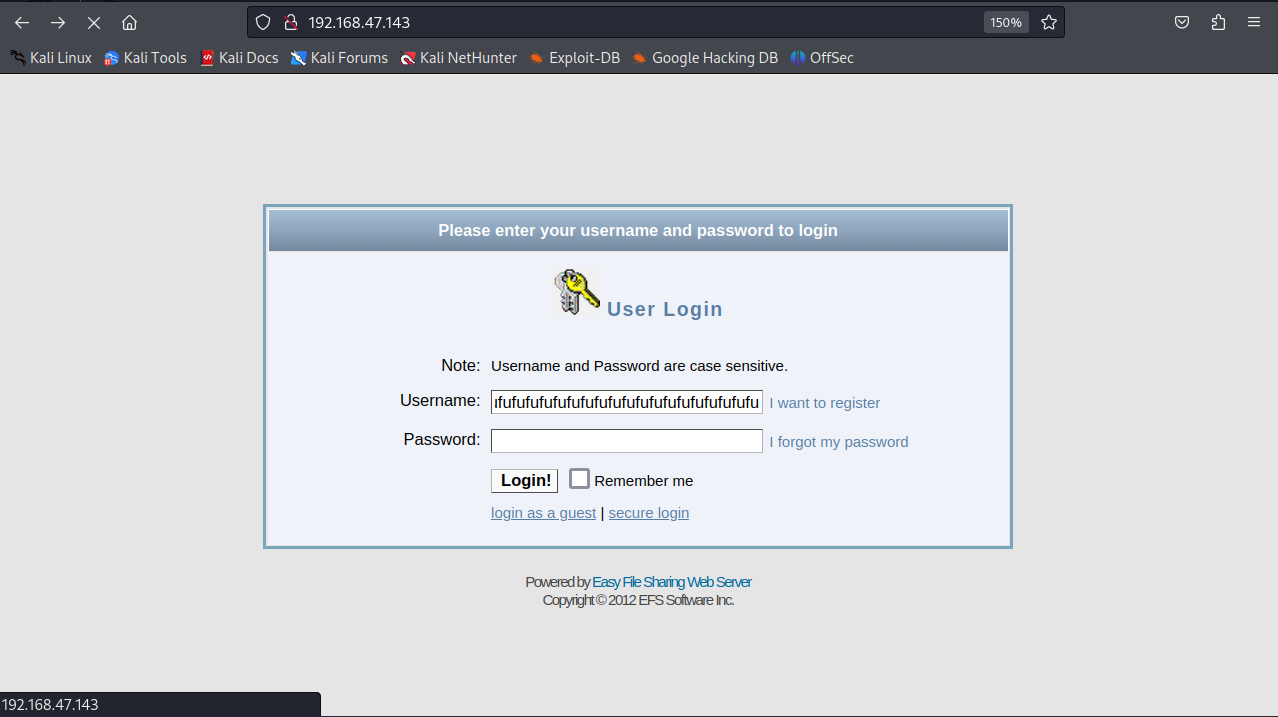 192.168.47.143 150%
Kali Linux Kali Tools Kali Docs Kali Forums Kali NetHunter Exploit-DB Google Hacking DB OffSec
Please enter your username and password to login
User Login
Note: Username and Password are case sensitive.
Username: ufufufufufufufufufufufufufufufufufufufu I want to register
Password: I forgot my password
Login! Remember me
login as a guest | secure login
Powered by Easy File Sharing Web Server
Copyright © 2012 EFS Software Inc.
192.168.47.143